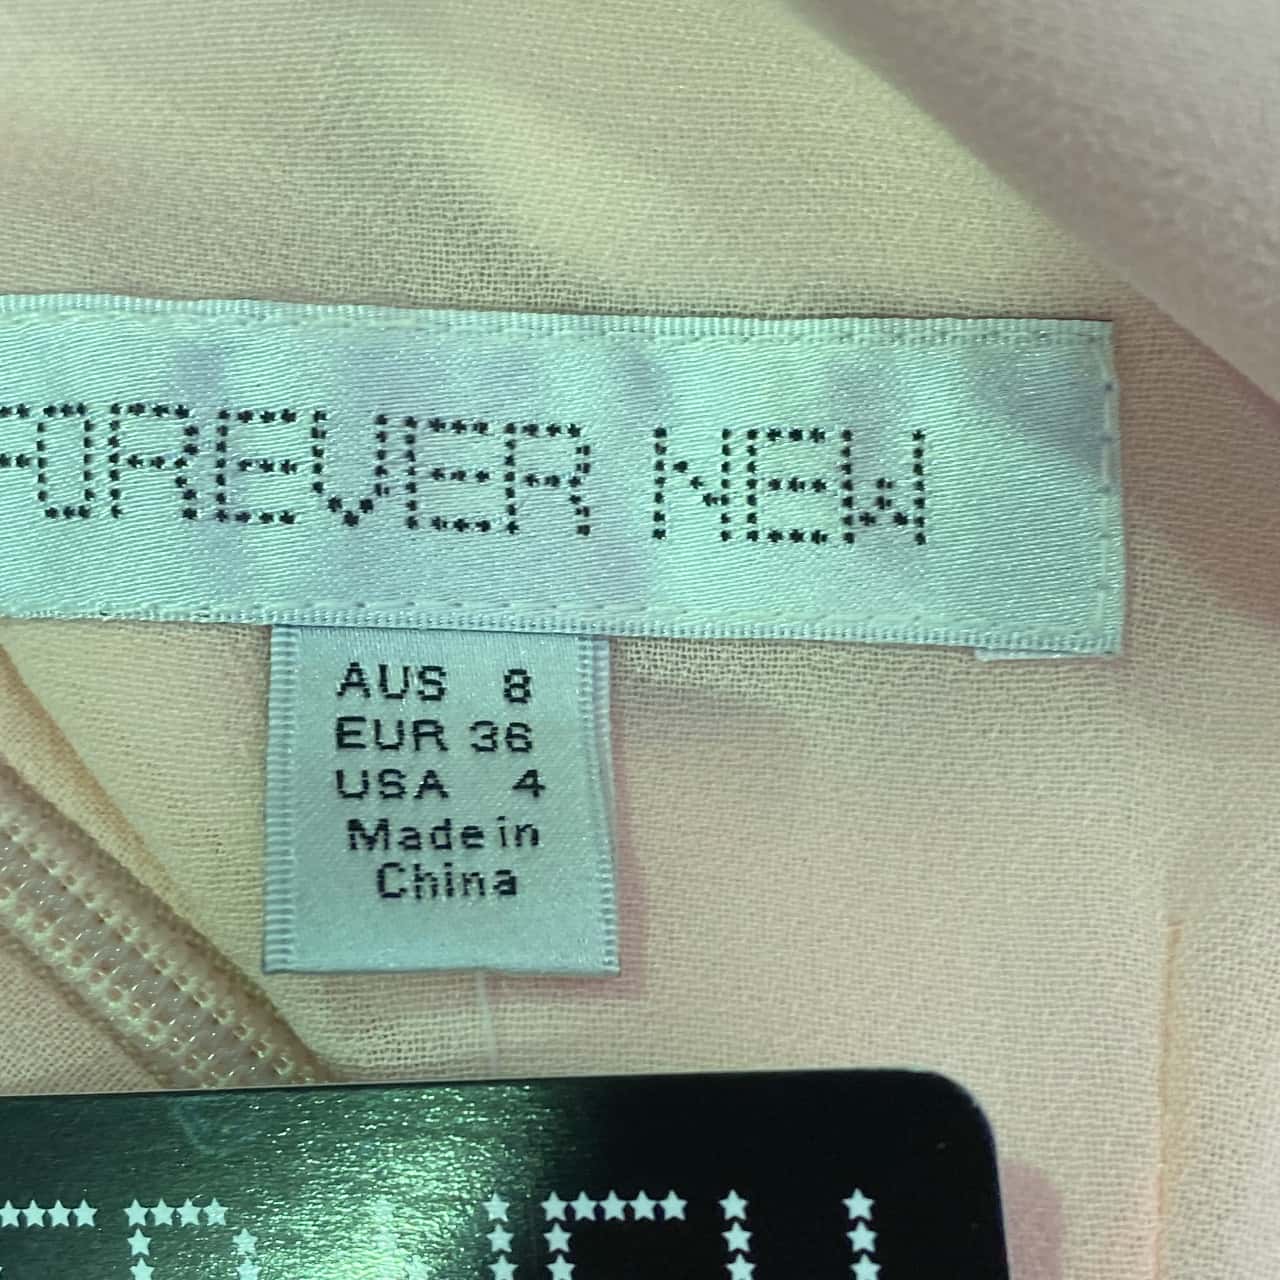 FOREVER NEW
AUS 8
EUR 36
USA 4
Made in
China